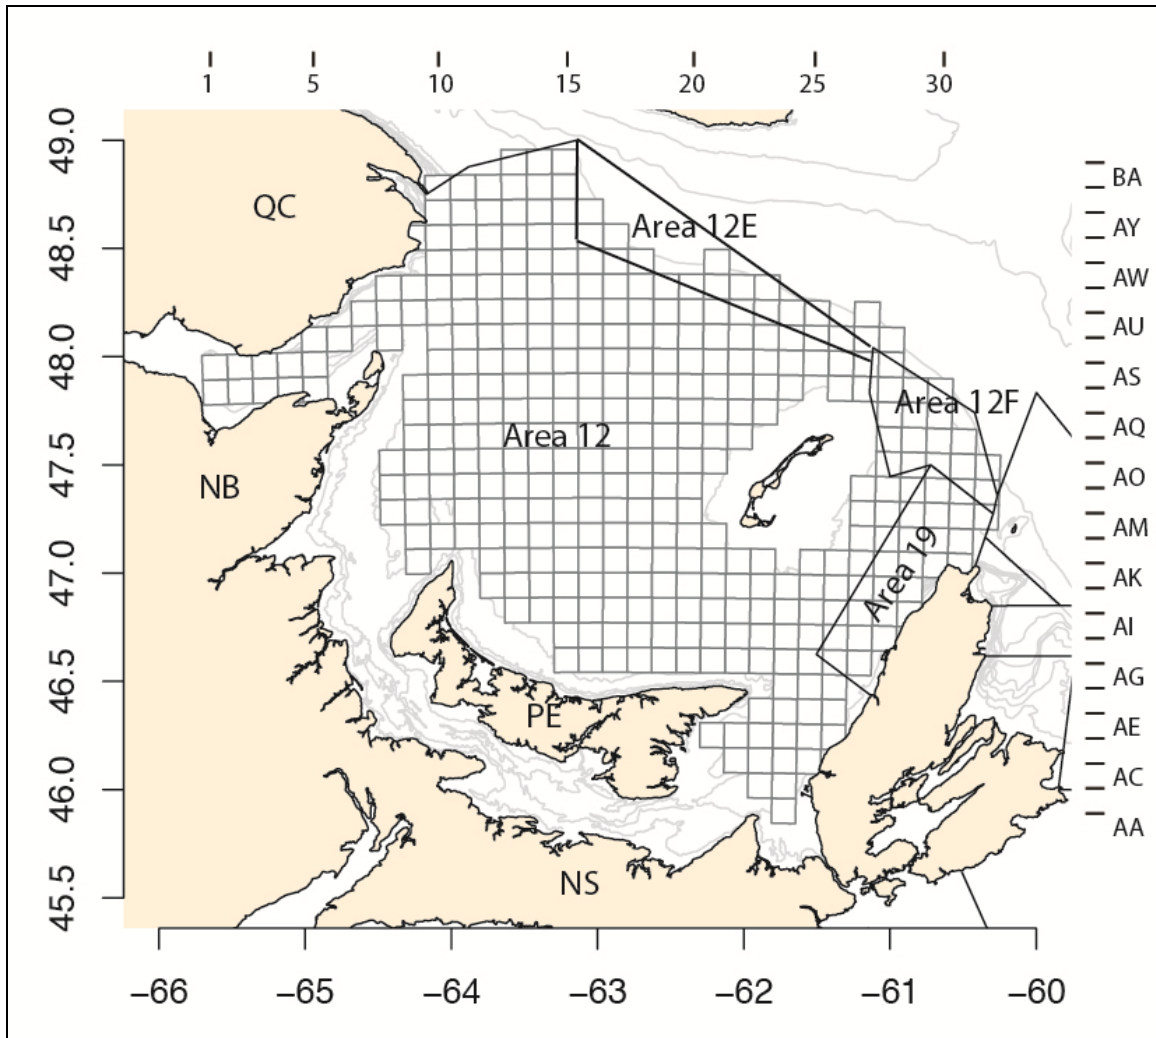 1 5 10 15 20 25 30
49.0
BA
QC
Area 12E
AY
48.5
AW
AU
48.0
AS
Area 12F
Area 12
AQ
47.5
NB
AO
AM
Area 19
47.0
AK
AI
46.5
AG
PE
AE
46.0
AC
AA
NS
45.5
−66 −65 −64 −63 −62 −61 −60